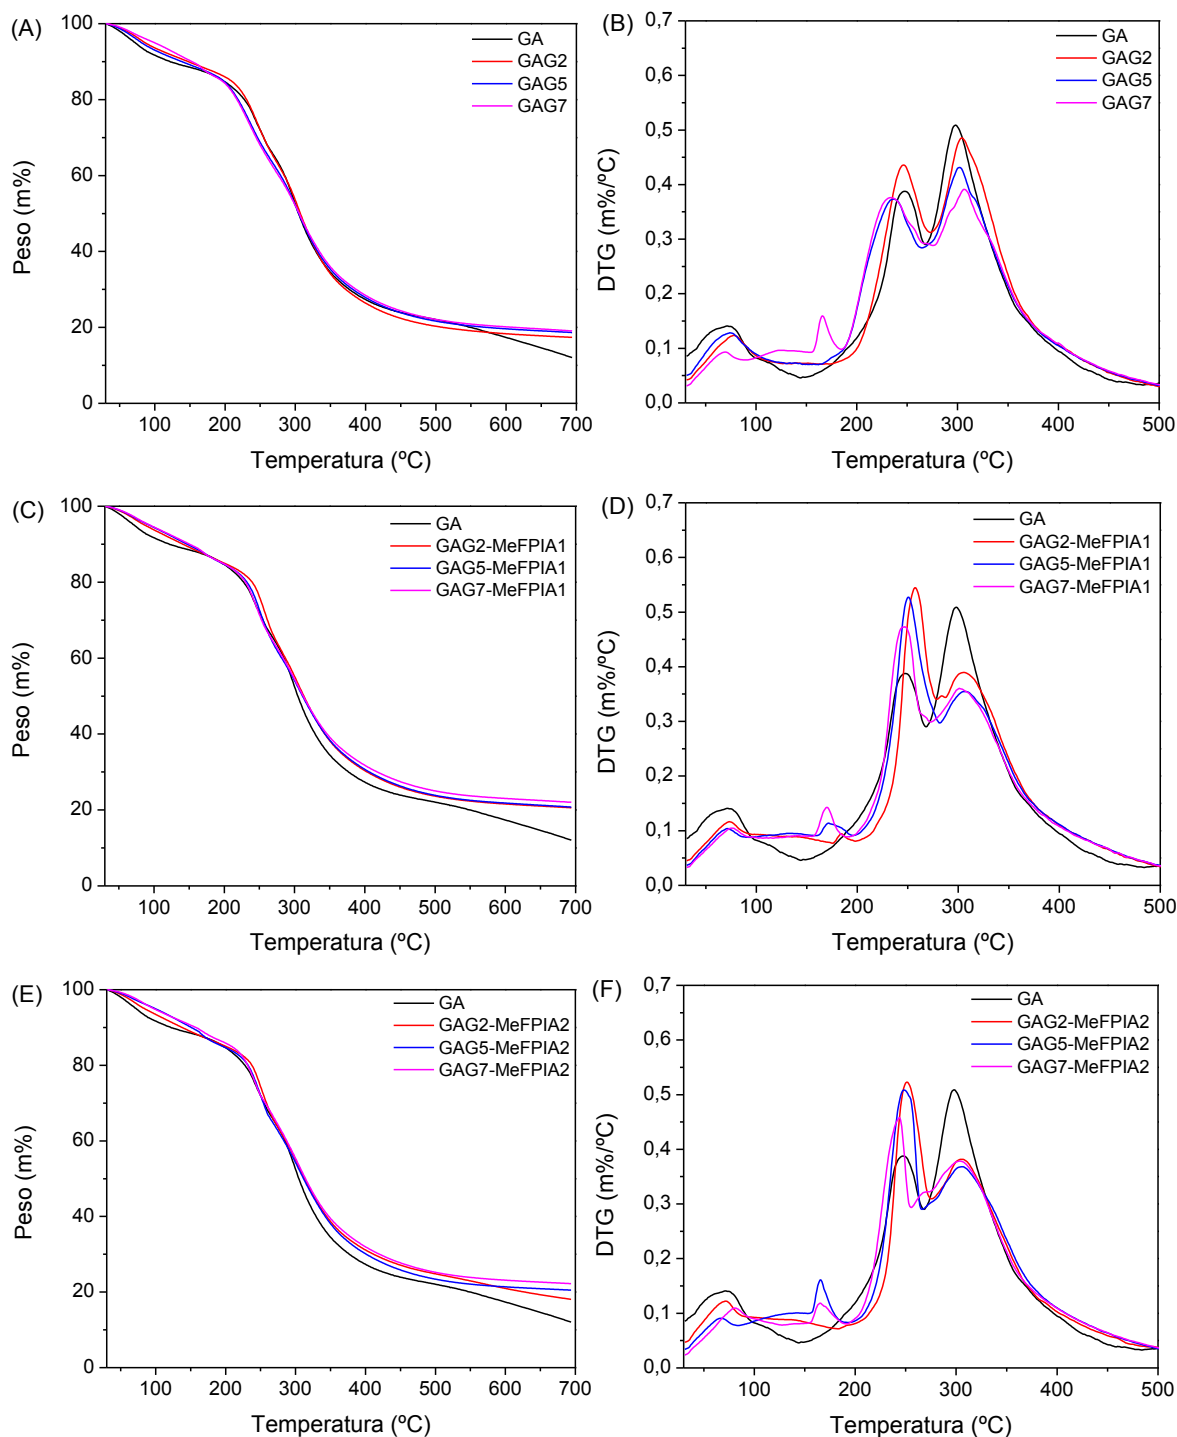 (A)
GA
GAG2
GAG5
GAG7
Peso (m%)
100
80
60
40
20
0
100 200 300 400 500 600 700
Temperatura (ºC)
(B)
GA
GAG2
GAG5
GAG7
DTG (m%/ºC)
0,7
0,6
0,5
0,4
0,3
0,2
0,1
0,0
100 200 300 400 500
Temperatura (ºC)
(C)
GA
GAG2-MeFPIA1
GAG5-MeFPIA1
GAG7-MeFPIA1
Peso (m%)
100
80
60
40
20
0
100 200 300 400 500 600 700
Temperatura (ºC)
(D)
GA
GAG2-MeFPIA1
GAG5-MeFPIA1
GAG7-MeFPIA1
DTG (m%/ºC)
0,7
0,6
0,5
0,4
0,3
0,2
0,1
0,0
100 200 300 400 500
Temperatura (ºC)
(E)
GA
GAG2-MeFPIA2
GAG5-MeFPIA2
GAG7-MeFPIA2
Peso (m%)
100
80
60
40
20
0
100 200 300 400 500 600 700
Temperatura (ºC)
(F)
GA
GAG2-MeFPIA2
GAG5-MeFPIA2
GAG7-MeFPIA2
DTG (m%/ºC)
0,7
0,6
0,5
0,4
0,3
0,2
0,1
0,0
100 200 300 400 500
Temperatura (ºC)